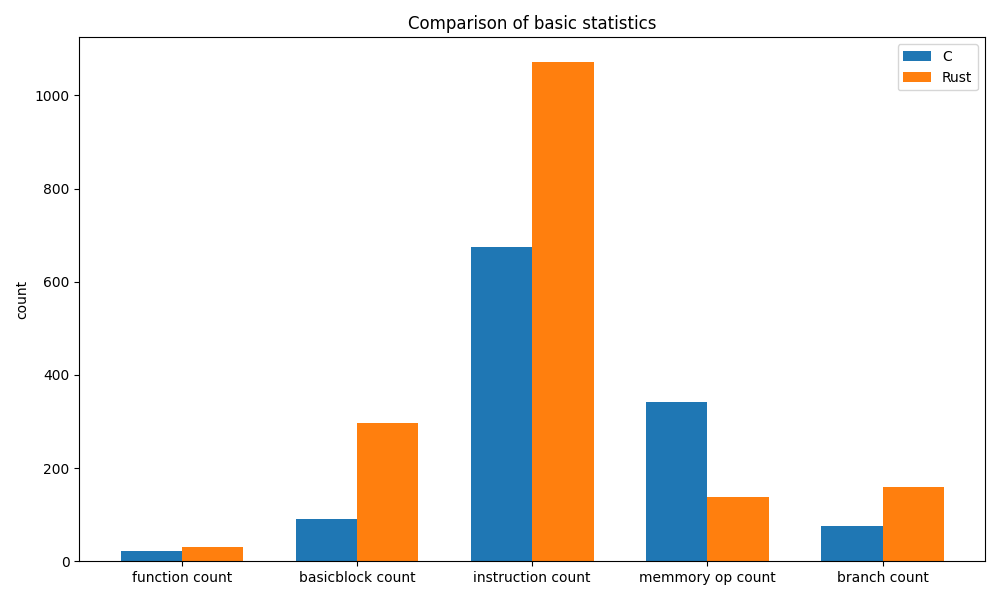 Comparison of basic statistics
C
Rust
count
1000
800
600
400
200
0
function count
basicblock count
instruction count
memmory op count
branch count